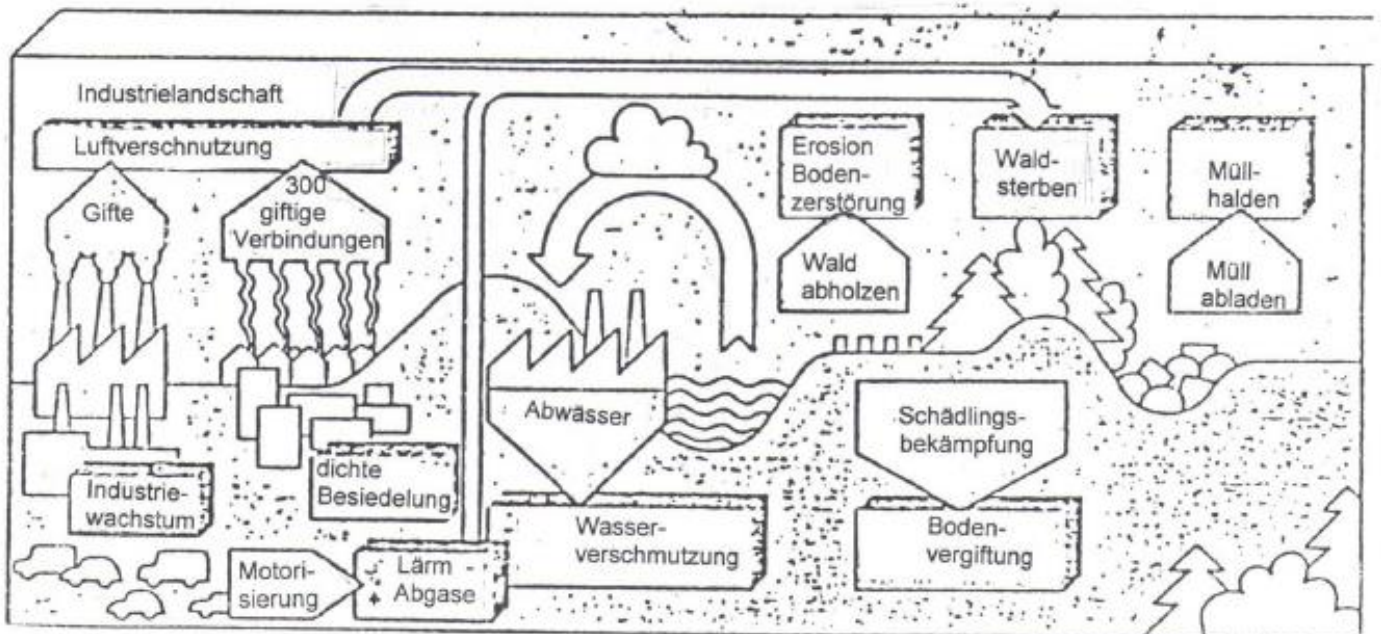 Industrielandschaft
Luftverschnutzung
Gifte
300
giftige
Verbindungen
Erosion
Boden-
zerstörung
Wald-
sterben
Müll-
halden
Wald
abholzen
Müll
abladen
Abwässer
Schädlings-
bekämpfung
dichte
Besiedelung
Industrie-
wachstum
Wasser-
verschmutzung
Boden-
vergiftung
Motori-
sierung
Lärm
+ Abgase